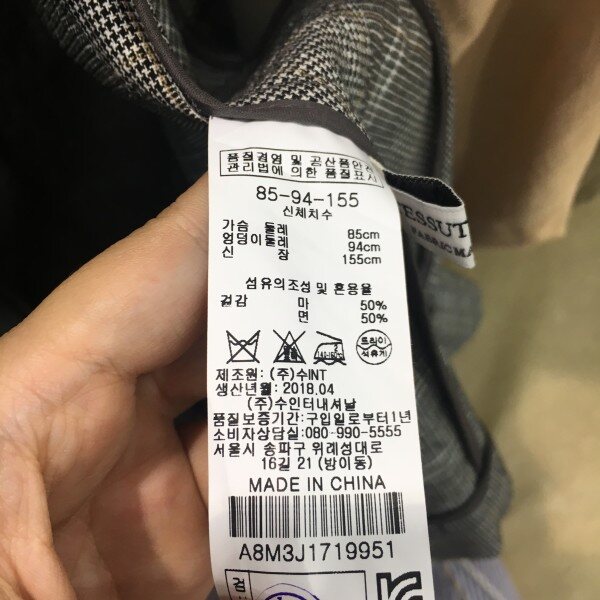 품질경영 및 공산품안전
관리법에 의한 품질표시
85-94-155
신체치수
가슴 둘레 85cm
엉덩이둘레 94cm
신 장 155cm
섬유의조성 및 혼용율
겉감 마 50%
면 50%
드라이
석유계
제조원: (주)수INT
생산년월: 2018.04
(주)수인터내셔날
품질보증기간:구입일로부터1년
소비자상담실:080-990-5555
서울시 송파구 위례성대로
16길 21 (방이동)
MADE IN CHINA
A8M3J1719951
검
ESSUT
FABRIC MA